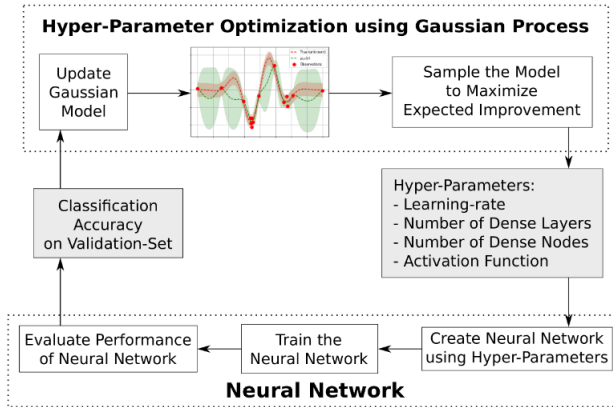 Hyper-Parameter Optimization using Gaussian Process
Update
Gaussian
Model
Observations
Sample the Model
to Maximize
Expected Improvement
Classification
Accuracy
on Validation-Set
Hyper-Parameters:
- Learning-rate
- Number of Dense Layers
- Number of Dense Nodes
- Activation Function
Evaluate Performance
of Neural Network
Train the
Neural Network
Create Neural Network
using Hyper-Parameters
Neural Network